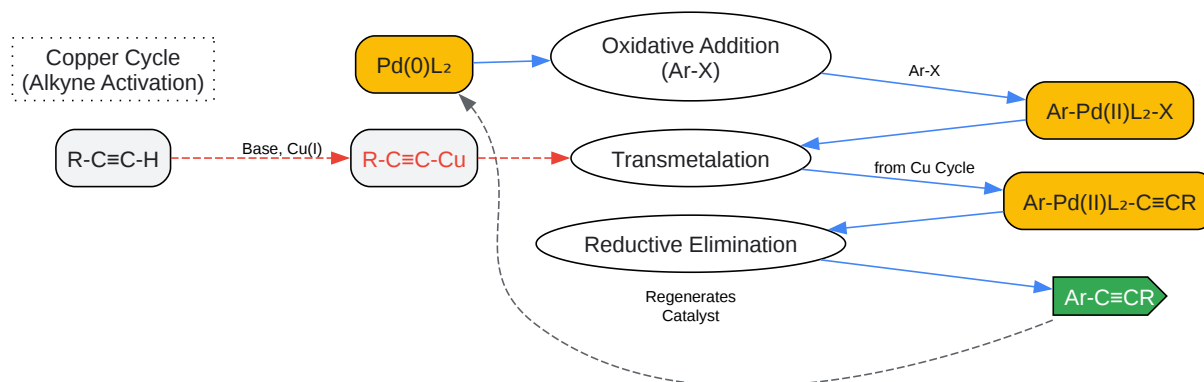 Copper Cycle
(Alkyne Activation)
Pd(0)L₂
Oxidative Addition
(Ar-X)
Ar-X
Ar-Pd(II)L₂-X
R-C≡C-H
Base, Cu(I)
R-C≡C-Cu
Transmetalation
from Cu Cycle
Ar-Pd(II)L₂-C≡CR
Reductive Elimination
Regenerates
Catalyst
Ar-C≡CR